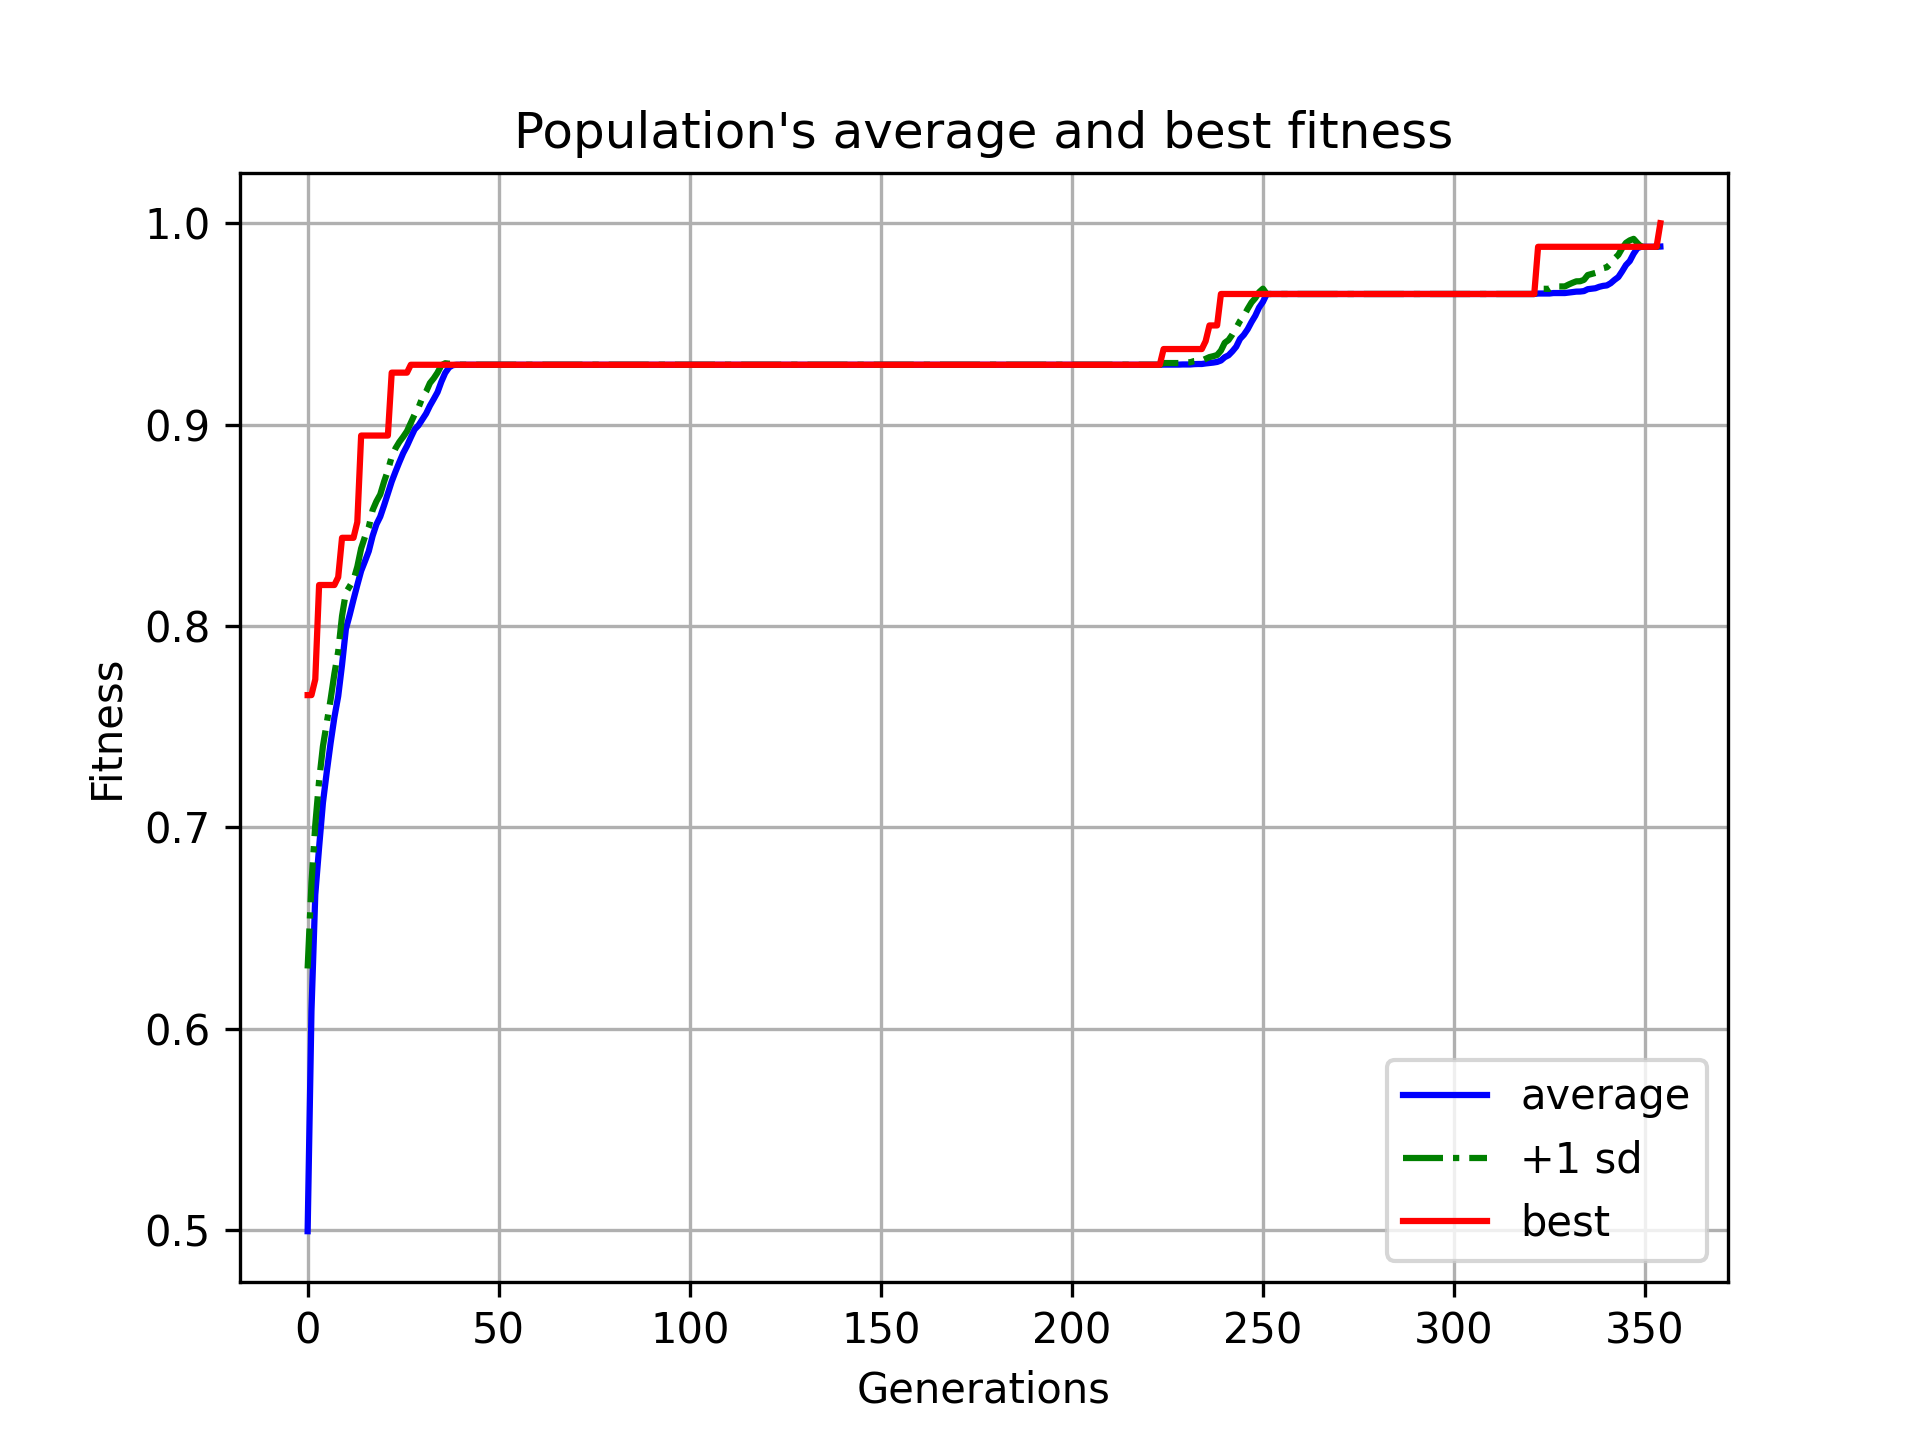 Population's average and best fitness
1.0
0.9
0.8
0.7
0.6
0.5
Fitness
0 50 100 150 200 250 300 350
Generations
average
+1 sd
best